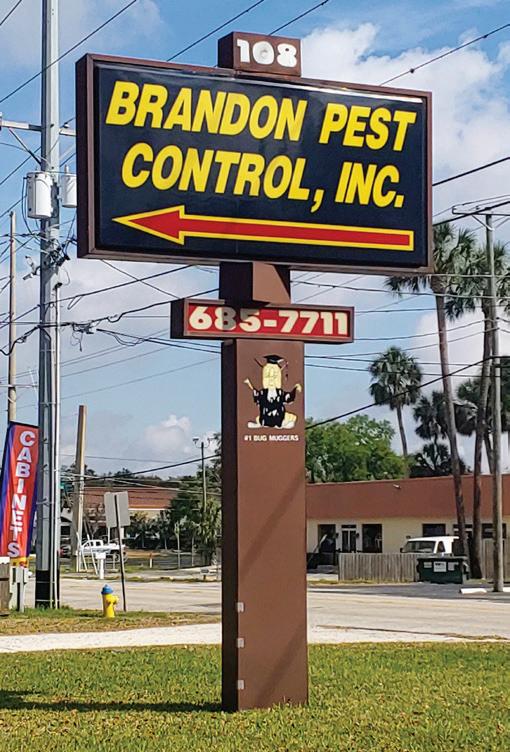 108
BRANDON PEST
CONTROL, INC.
685-7711
#1 BUG MUGGERS
CABINETS